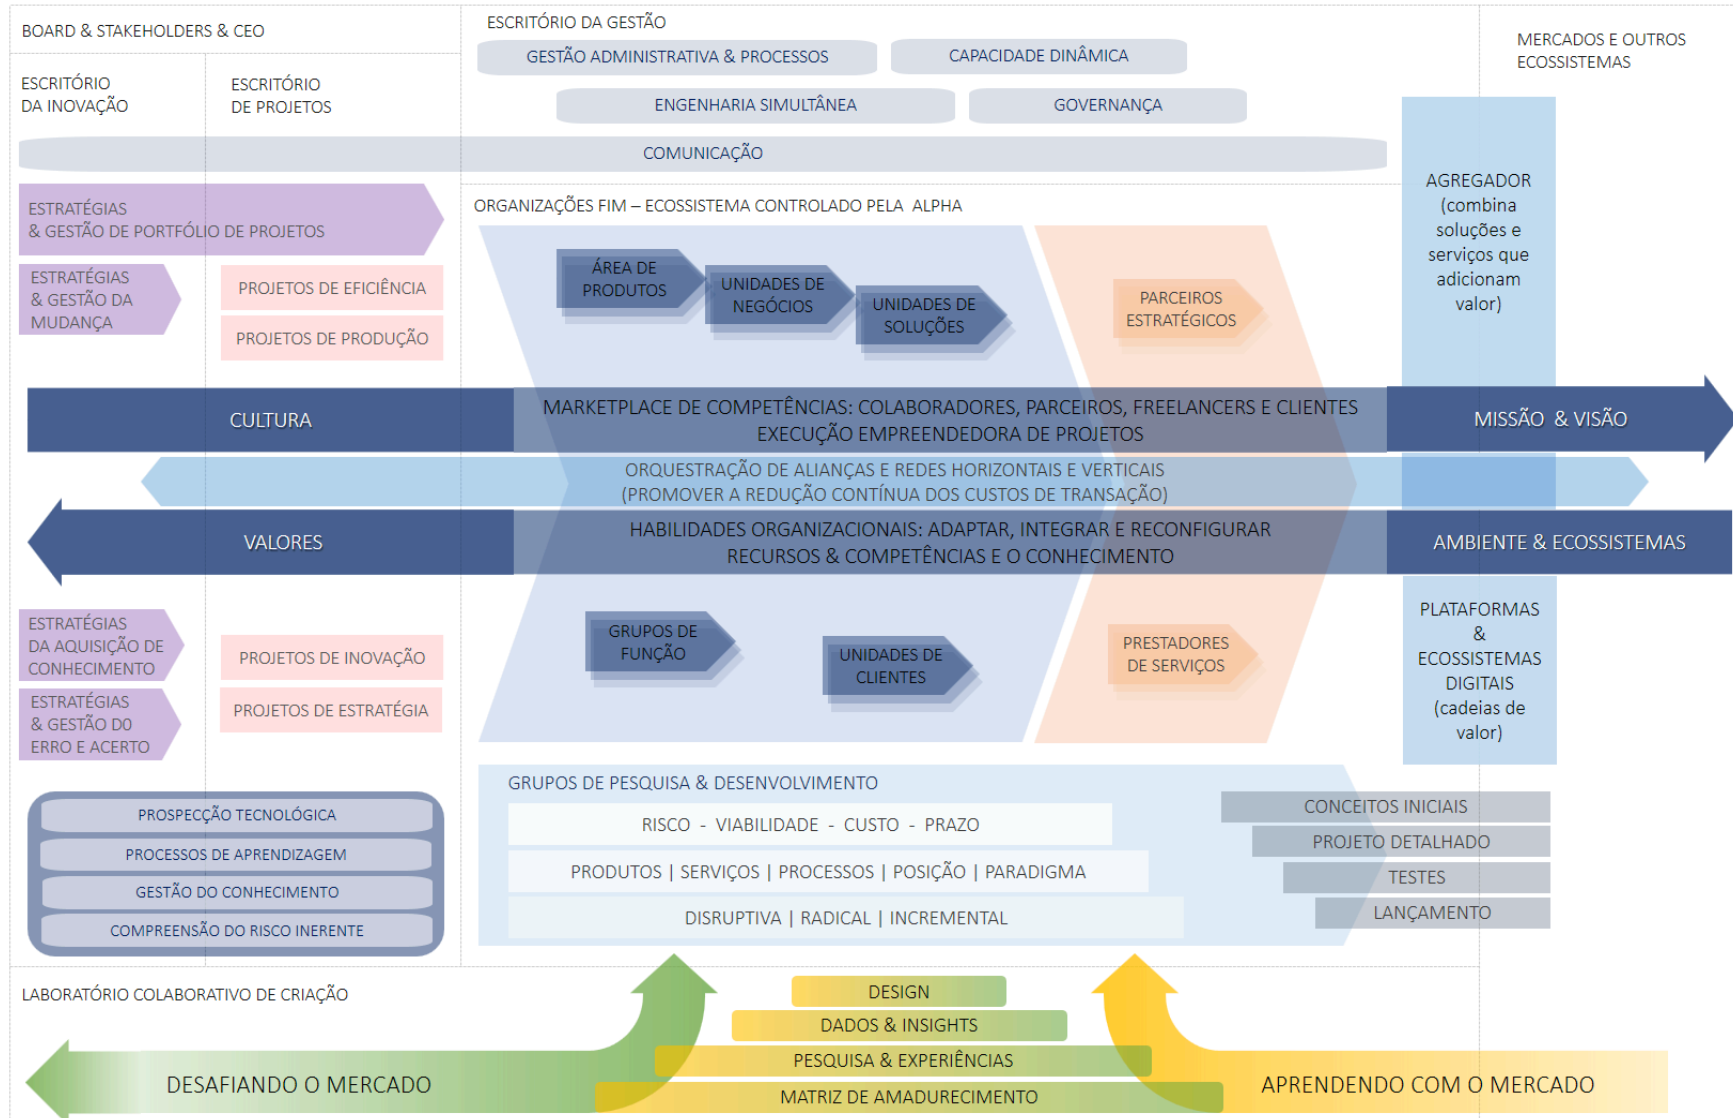 BOARD & STAKEHOLDERS & CEO
ESCRITÓRIO
DA INOVAÇÃO
ESCRITÓRIO
DE PROJETOS
ESCRITÓRIO DA GESTÃO
GESTÃO ADMINISTRATIVA & PROCESSOS
CAPACIDADE DINÂMICA
ENGENHARIA SIMULTÂNEA
GOVERNANÇA
COMUNICAÇÃO
MERCADOS E OUTROS
ECOSSISTEMAS
ESTRATÉGIAS
& GESTÃO DE PORTFÓLIO DE PROJETOS
ESTRATÉGIAS
& GESTÃO DA
MUDANÇA
PROJETOS DE EFICIÊNCIA
PROJETOS DE PRODUÇÃO
ORGANIZAÇÕES FIM – ECOSSISTEMA CONTROLADO PELA ALPHA
ÁREA DE
PRODUTOS
UNIDADES DE
NEGÓCIOS
UNIDADES DE
SOLUÇÕES
PARCEIROS
ESTRATÉGICOS
AGREGADOR
(combina
soluções e
serviços que
adicionam
valor)
CULTURA
MARKETPLACE DE COMPETÊNCIAS: COLABORADORES, PARCEIROS, FREELANCERS E CLIENTES
EXECUÇÃO EMPREENDEDORA DE PROJETOS
MISSÃO & VISÃO
ORQUESTRAÇÃO DE ALIANÇAS E REDES HORIZONTAIS E VERTICAIS
(PROMOVER A REDUÇÃO CONTÍNUA DOS CUSTOS DE TRANSAÇÃO)
VALORES
HABILIDADES ORGANIZACIONAIS: ADAPTAR, INTEGRAR E RECONFIGURAR
RECURSOS & COMPETÊNCIAS E O CONHECIMENTO
AMBIENTE & ECOSSISTEMAS
ESTRATÉGIAS
DA AQUISIÇÃO DE
CONHECIMENTO
PROJETOS DE INOVAÇÃO
ESTRATÉGIAS
& GESTÃO D0
ERRO E ACERTO
PROJETOS DE ESTRATÉGIA
GRUPOS DE
FUNÇÃO
UNIDADES DE
CLIENTES
PRESTADORES
DE SERVIÇOS
PLATAFORMAS
&
ECOSSISTEMAS
DIGITAIS
(cadeias de
valor)
PROSPECÇÃO TECNOLÓGICA
PROCESSOS DE APRENDIZAGEM
GESTÃO DO CONHECIMENTO
COMPREENSÃO DO RISCO INERENTE
GRUPOS DE PESQUISA & DESENVOLVIMENTO
RISCO - VIABILIDADE - CUSTO - PRAZO
PRODUTOS | SERVIÇOS | PROCESSOS | POSIÇÃO | PARADIGMA
DISRUPTIVA | RADICAL | INCREMENTAL
CONCEITOS INICIAIS
PROJETO DETALHADO
TESTES
LANÇAMENTO
LABORATÓRIO COLABORATIVO DE CRIAÇÃO
DESIGN
DADOS & INSIGHTS
PESQUISA & EXPERIÊNCIAS
MATRIZ DE AMADURECIMENTO
DESAFIANDO O MERCADO
APRENDENDO COM O MERCADO